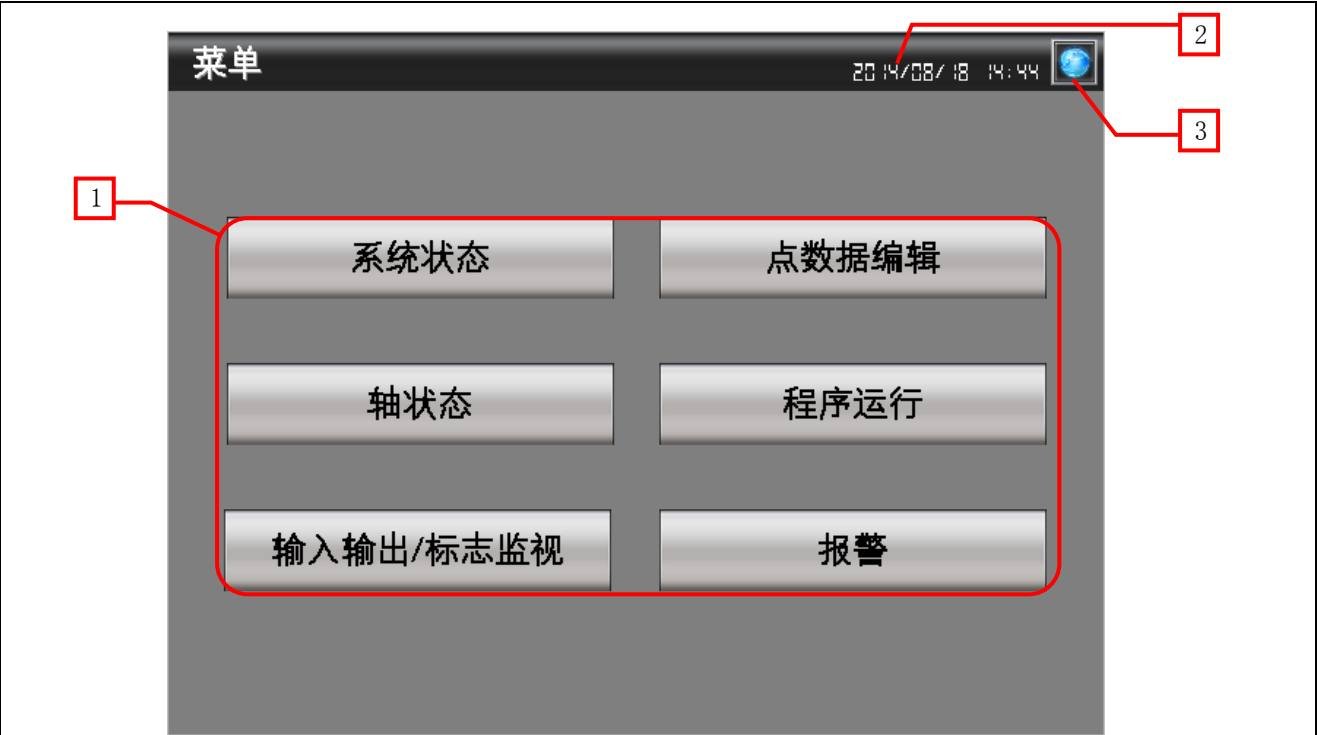 2
菜单
2014/08/18 14:44
3
1
系统状态
点数据编辑
轴状态
程序运行
输入输出/标志监视
报警